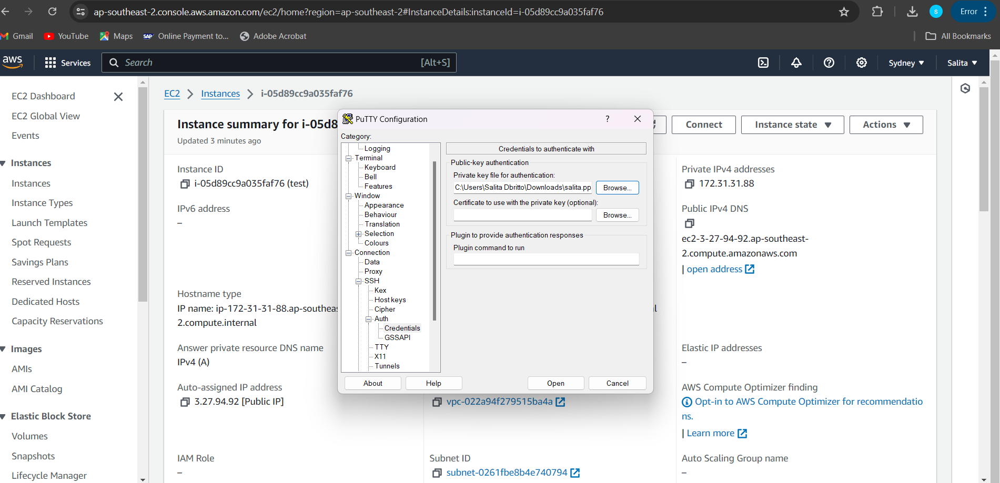 ap-southeast-2.console.aws.amazon.com/ec2/home?region=ap-southeast-2#InstanceDetails:instanceId=i-05d89cc9a035faf76
s
Error
Gmail
YouTube
Maps
SAP
Online Payment to...
Adobe Acrobat
All Bookmarks
aws
Services
Search
[Alt+S]
Sydney
Salita
EC2 Dashboard
EC2 Global View
Events
Instances
Instances
Instance Types
Launch Templates
Spot Requests
Savings Plans
Reserved Instances
Dedicated Hosts
Capacity Reservations
Images
AMIs
AMI Catalog
Elastic Block Store
Volumes
Snapshots
Lifecycle Manager
EC2
Instances
i-05d89cc9a035faf76
Instance summary for i-05d8
Updated 3 minutes ago
Connect
Instance state
Actions
Instance ID
i-05d89cc9a035faf76 (test)
IPv6 address
–
Hostname type
IP name: ip-172-31-31-88.ap-southeas
2.compute.internal
Answer private resource DNS name
IPv4 (A)
Auto-assigned IP address
3.27.94.92 [Public IP]
IAM Role
–
PuTTY Configuration
?
Category:
Logging
Terminal
Keyboard
Bell
Features
Window
Appearance
Behaviour
Translation
Selection
Colours
Connection
Data
Proxy
SSH
Kex
Host keys
Cipher
Auth
Credentials
GSSAPI
TTY
X11
Tunnels
Credentials to authenticate with
Public-key authentication
Private key file for authentication:
C:\Users\Salita Dbritto\Downloads\salita.pp
Browse...
Certificate to use with the private key (optional):
Browse...
Plugin to provide authentication responses
Plugin command to run
About
Help
Open
Cancel
vpc-022a94f279515ba4a
Subnet ID
subnet-0261fbe8b4e740794
Private IPv4 addresses
172.31.31.88
Public IPv4 DNS
ec2-3-27-94-92.ap-southeast-
2.compute.amazonaws.com
| open address
Elastic IP addresses
–
AWS Compute Optimizer finding
Opt-in to AWS Compute Optimizer for recommendatio
ns.
| Learn more
Auto Scaling Group name
–